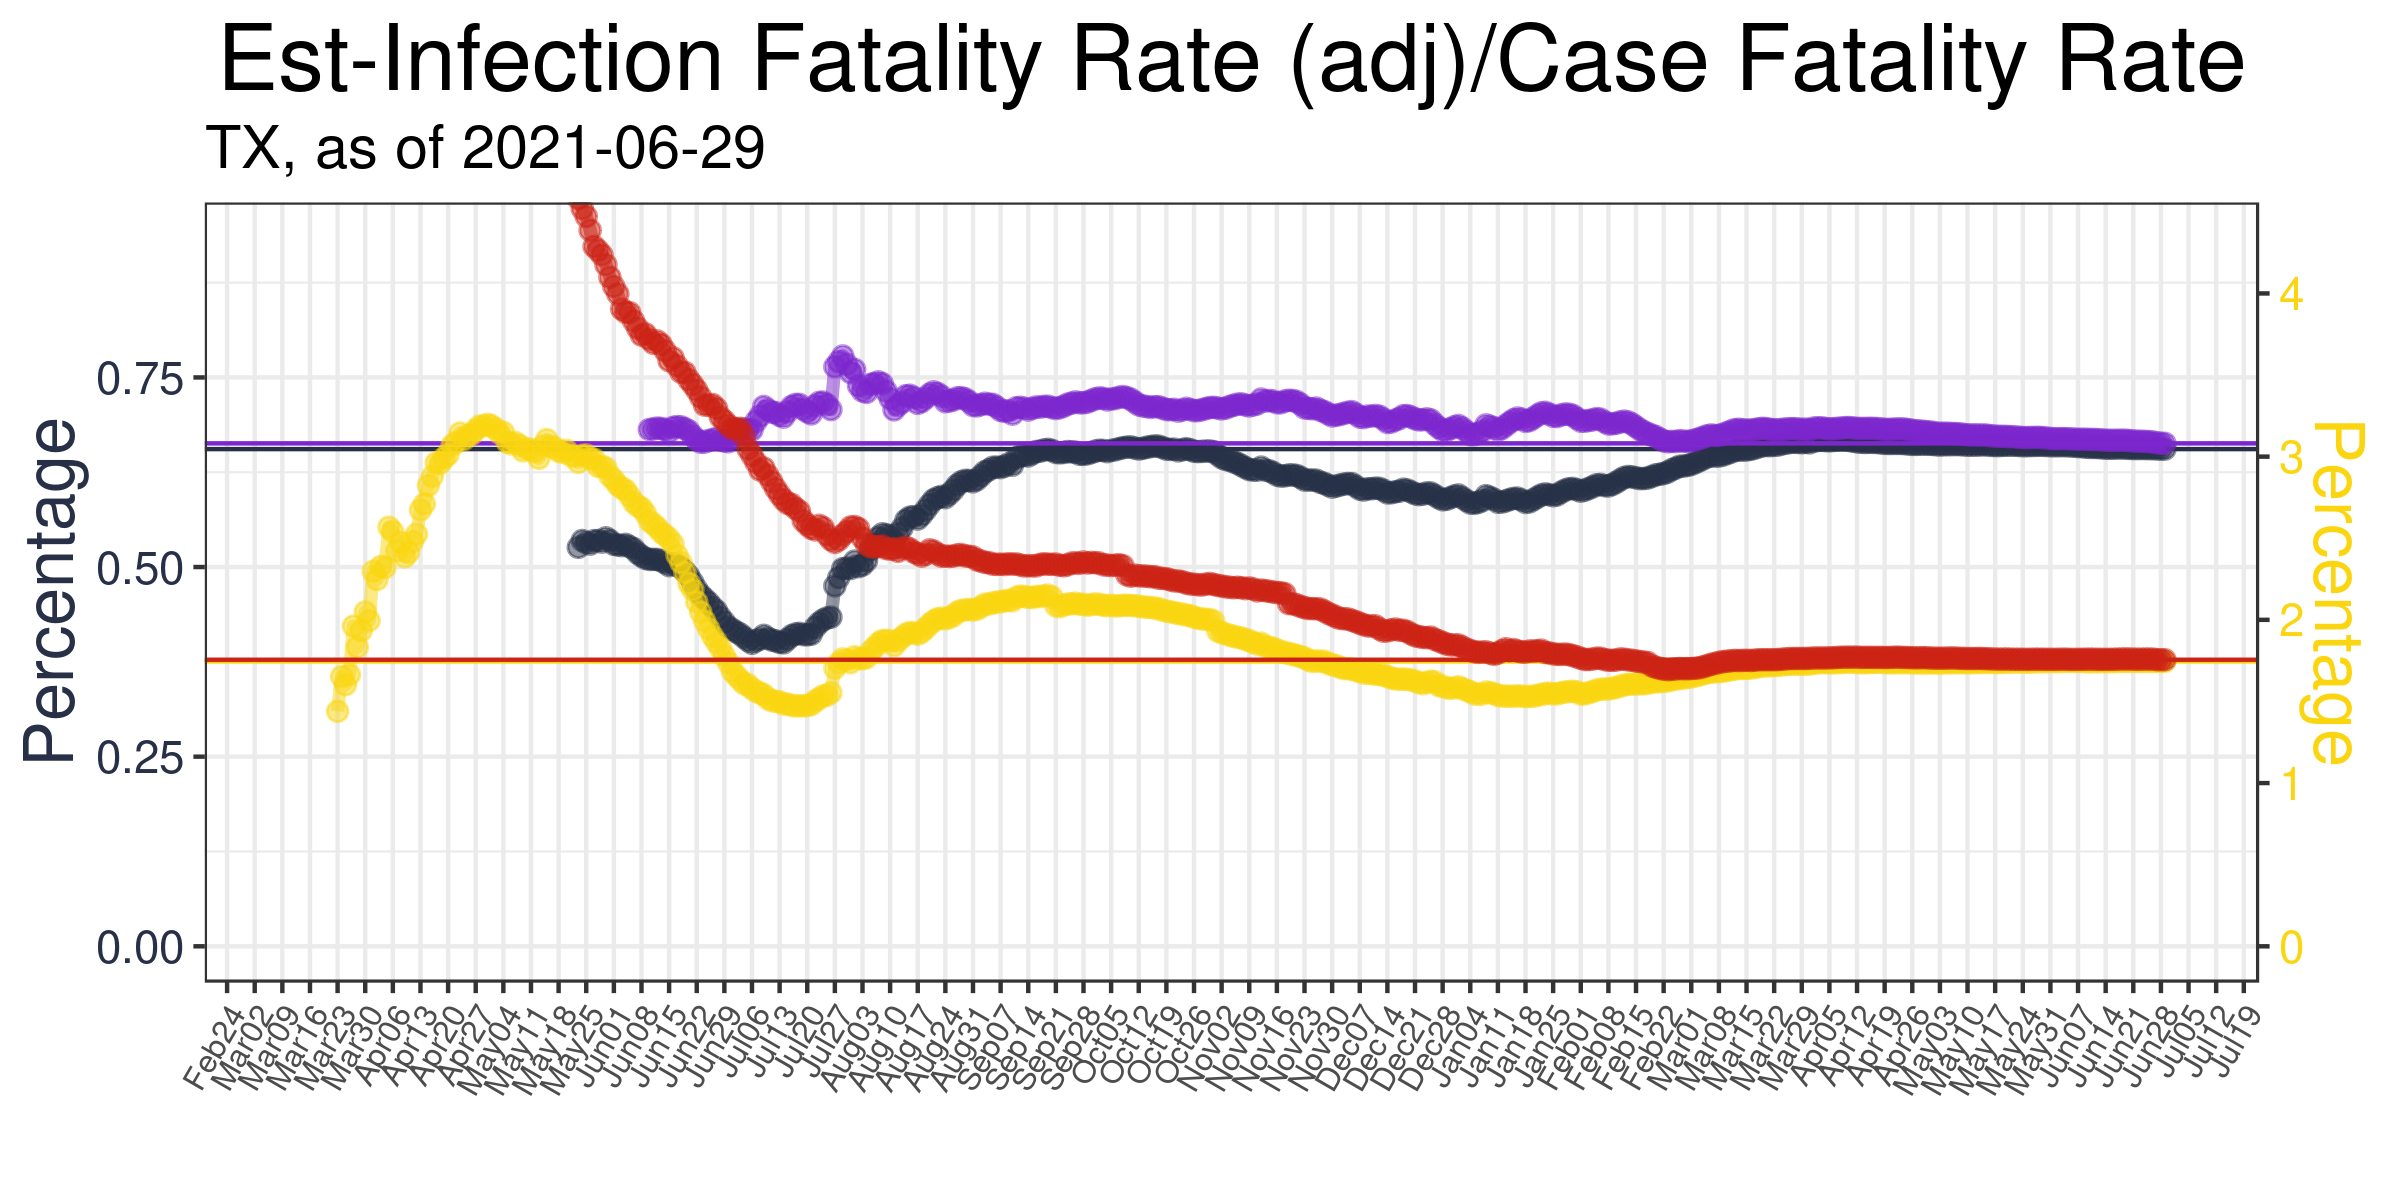 Est-Infection Fatality Rate (adj)/Case Fatality Rate
TX, as of 2021-06-29
Percentage
0.75
0.50
0.25
0.00
4
3
2
1
0
Percentage
Feb24
Mar02
Mar09
Mar16
Mar23
Mar30
Apr06
Apr13
Apr20
Apr27
May04
May11
May18
May25
Jun01
Jun08
Jun15
Jun22
Jun29
Jul06
Jul13
Jul20
Jul27
Aug03
Aug10
Aug17
Aug24
Aug31
Sep07
Sep14
Sep21
Sep28
Oct05
Oct12
Oct19
Oct26
Nov02
Nov09
Nov16
Nov23
Nov30
Dec07
Dec14
Dec21
Dec28
Jan04
Jan11
Jan18
Jan25
Feb01
Feb08
Feb15
Feb22
Mar01
Mar08
Mar15
Mar22
Mar29
Apr05
Apr12
Apr19
Apr26
May03
May10
May17
May24
May31
Jun07
Jun14
Jun21
Jun28
Jul05
Jul12
Jul19